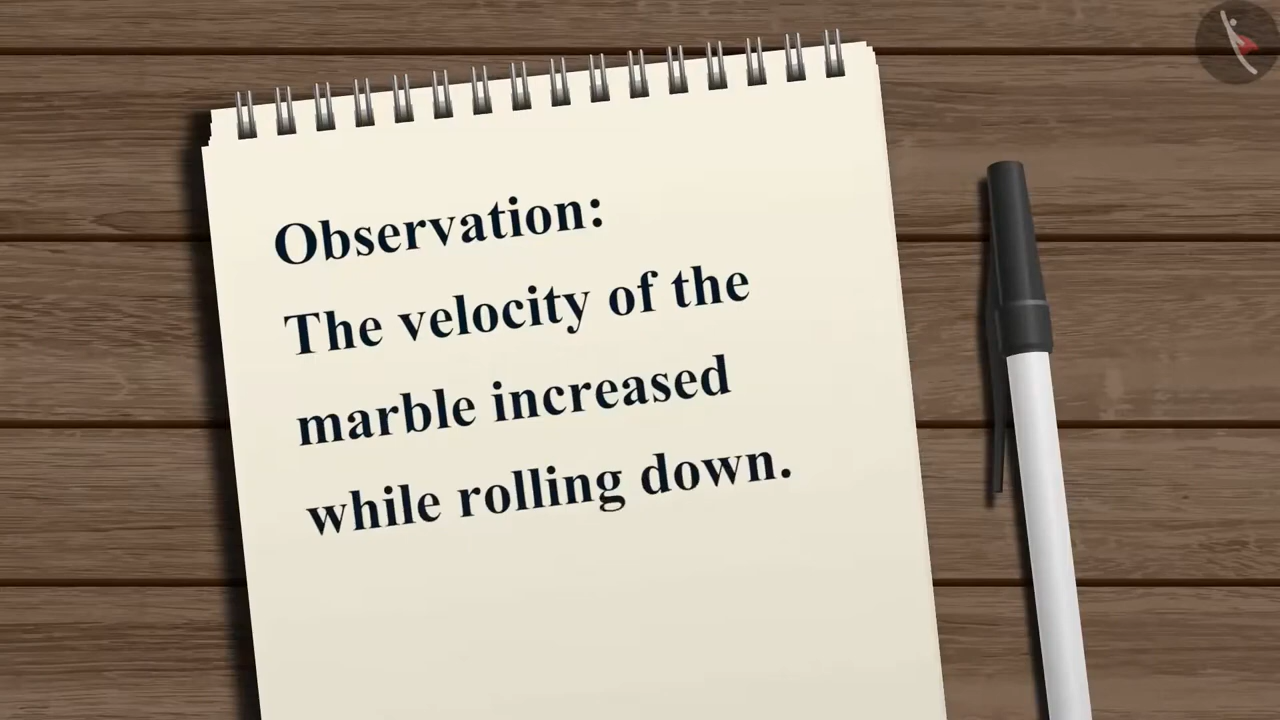 Observation:
The velocity of the
marble increased
while rolling down.